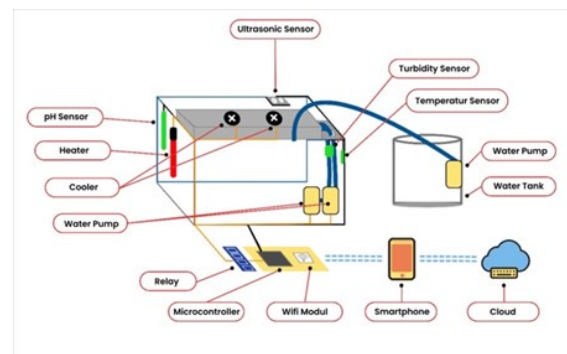 Ultrasonic Sensor
Turbidity Sensor
Temperatur Sensor
pH Sensor
Heater
Cooler
Water Pump
Water Pump
Water Tank
Relay
Microcontroller
Wifi Modul
Smartphone
Cloud